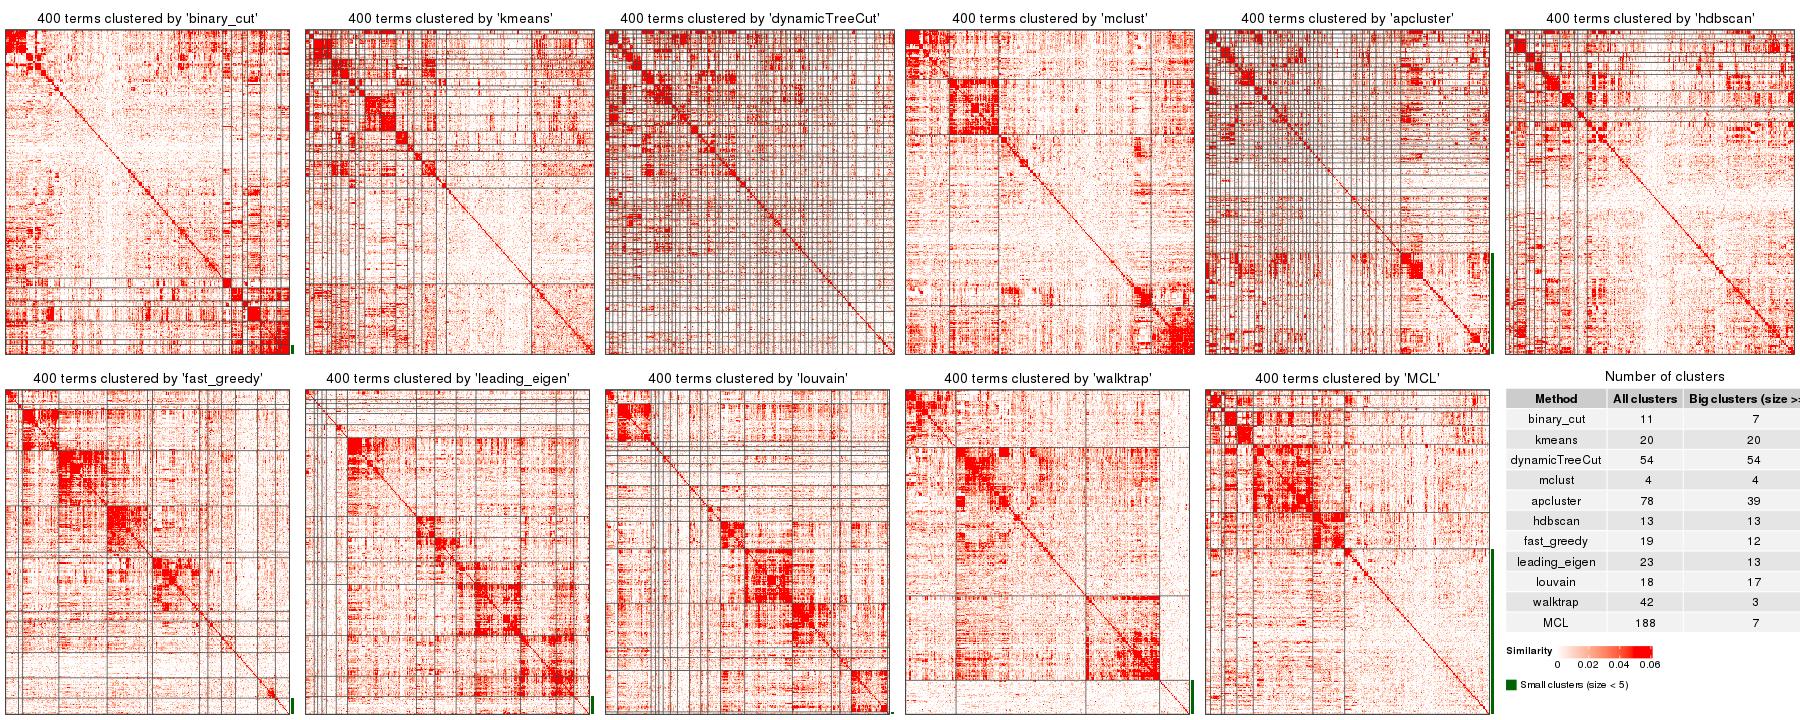 400 terms clustered by 'binary_cut'
400 terms clustered by 'kmeans'
400 terms clustered by 'dynamicTreeCut'
400 terms clustered by 'mclust'
400 terms clustered by 'apcluster'
400 terms clustered by 'hdbscan'
400 terms clustered by 'fast_greedy'
400 terms clustered by 'leading_eigen'
400 terms clustered by 'louvain'
400 terms clustered by 'walktrap'
400 terms clustered by 'MCL'
Number of clusters
Method All clusters Big clusters (size >=
binary_cut 11 7
kmeans 20 20
dynamicTreeCut 54 54
mclust 4 4
apcluster 78 39
hdbscan 13 13
fast_greedy 19 12
leading_eigen 23 13
louvain 18 17
walktrap 42 3
MCL 188 7
Similarity
0 0.02 0.04 0.06
Small clusters (size < 5)